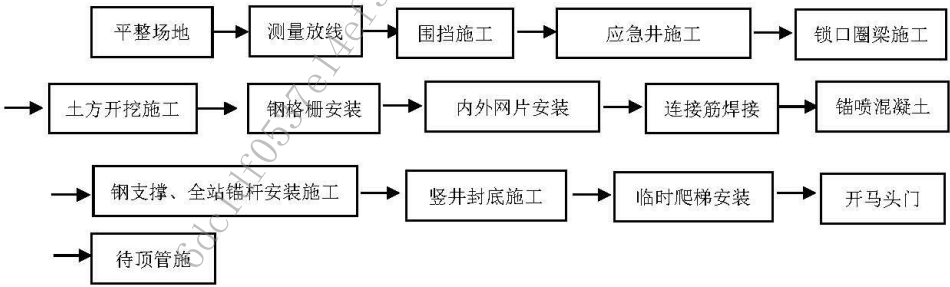 平整场地 测量放线 围挡施工 应急井施工 锁口圈梁施工
土方开挖施工 钢格栅安装 内外网片安装 连接筋焊接 锚喷混凝土
钢支撑、全站锚杆安装施工 竖井封底施工 临时爬梯安装 开马头门
待顶管施